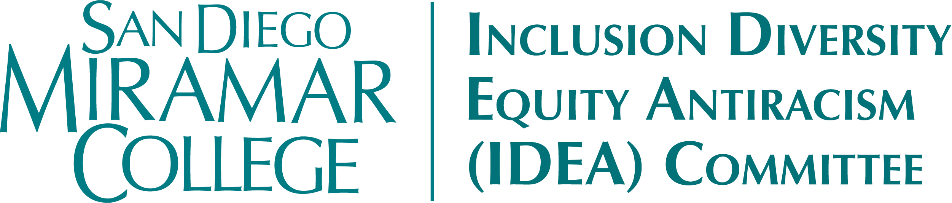 San Diego
Miramar
College
Inclusion Diversity
Equity Antiracism
(IDEA) Committee